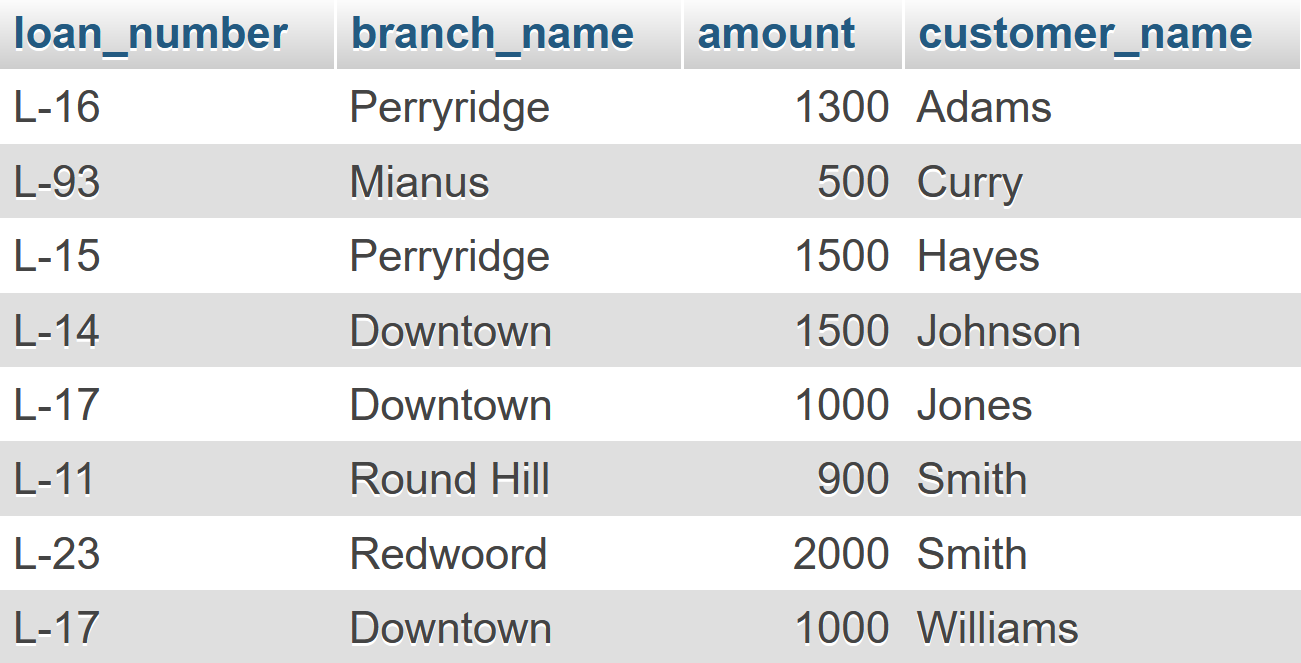 loan_number branch_name amount customer_name
L-16 Perryridge 1300 Adams
L-93 Mianus 500 Curry
L-15 Perryridge 1500 Hayes
L-14 Downtown 1500 Johnson
L-17 Downtown 1000 Jones
L-11 Round Hill 900 Smith
L-23 Redwoord 2000 Smith
L-17 Downtown 1000 Williams